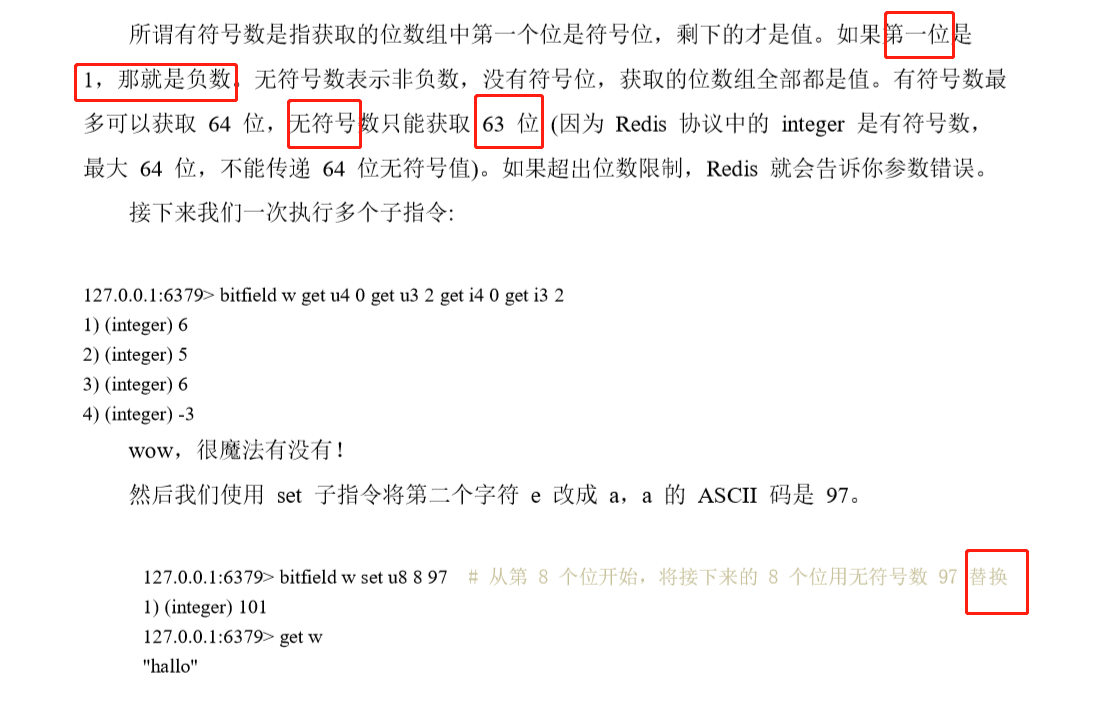 所谓有符号数是指获取的位数组中第一个位是符号位，剩下的才是值。如果第一位是
1，那就是负数。无符号数表示非负数，没有符号位，获取的位数组全部都是值。有符号数最
多可以获取 64 位，无符号数只能获取 63 位 (因为 Redis 协议中的 integer 是有符号数，
最大 64 位，不能传递 64 位无符号值)。如果超出位数限制，Redis 就会告诉你参数错误。
接下来我们一次执行多个子指令:
127.0.0.1:6379> bitfield w get u4 0 get u3 2 get i4 0 get i3 2
1) (integer) 6
2) (integer) 5
3) (integer) 6
4) (integer) -3
wow，很魔法有没有！
然后我们使用 set 子指令将第二个字符 e 改成 a，a 的 ASCII 码是 97。
127.0.0.1:6379> bitfield w set u8 8 97 # 从第 8 个位开始，将接下来的 8 个位用无符号数 97 替换
1) (integer) 101
127.0.0.1:6379> get w
"hallo"